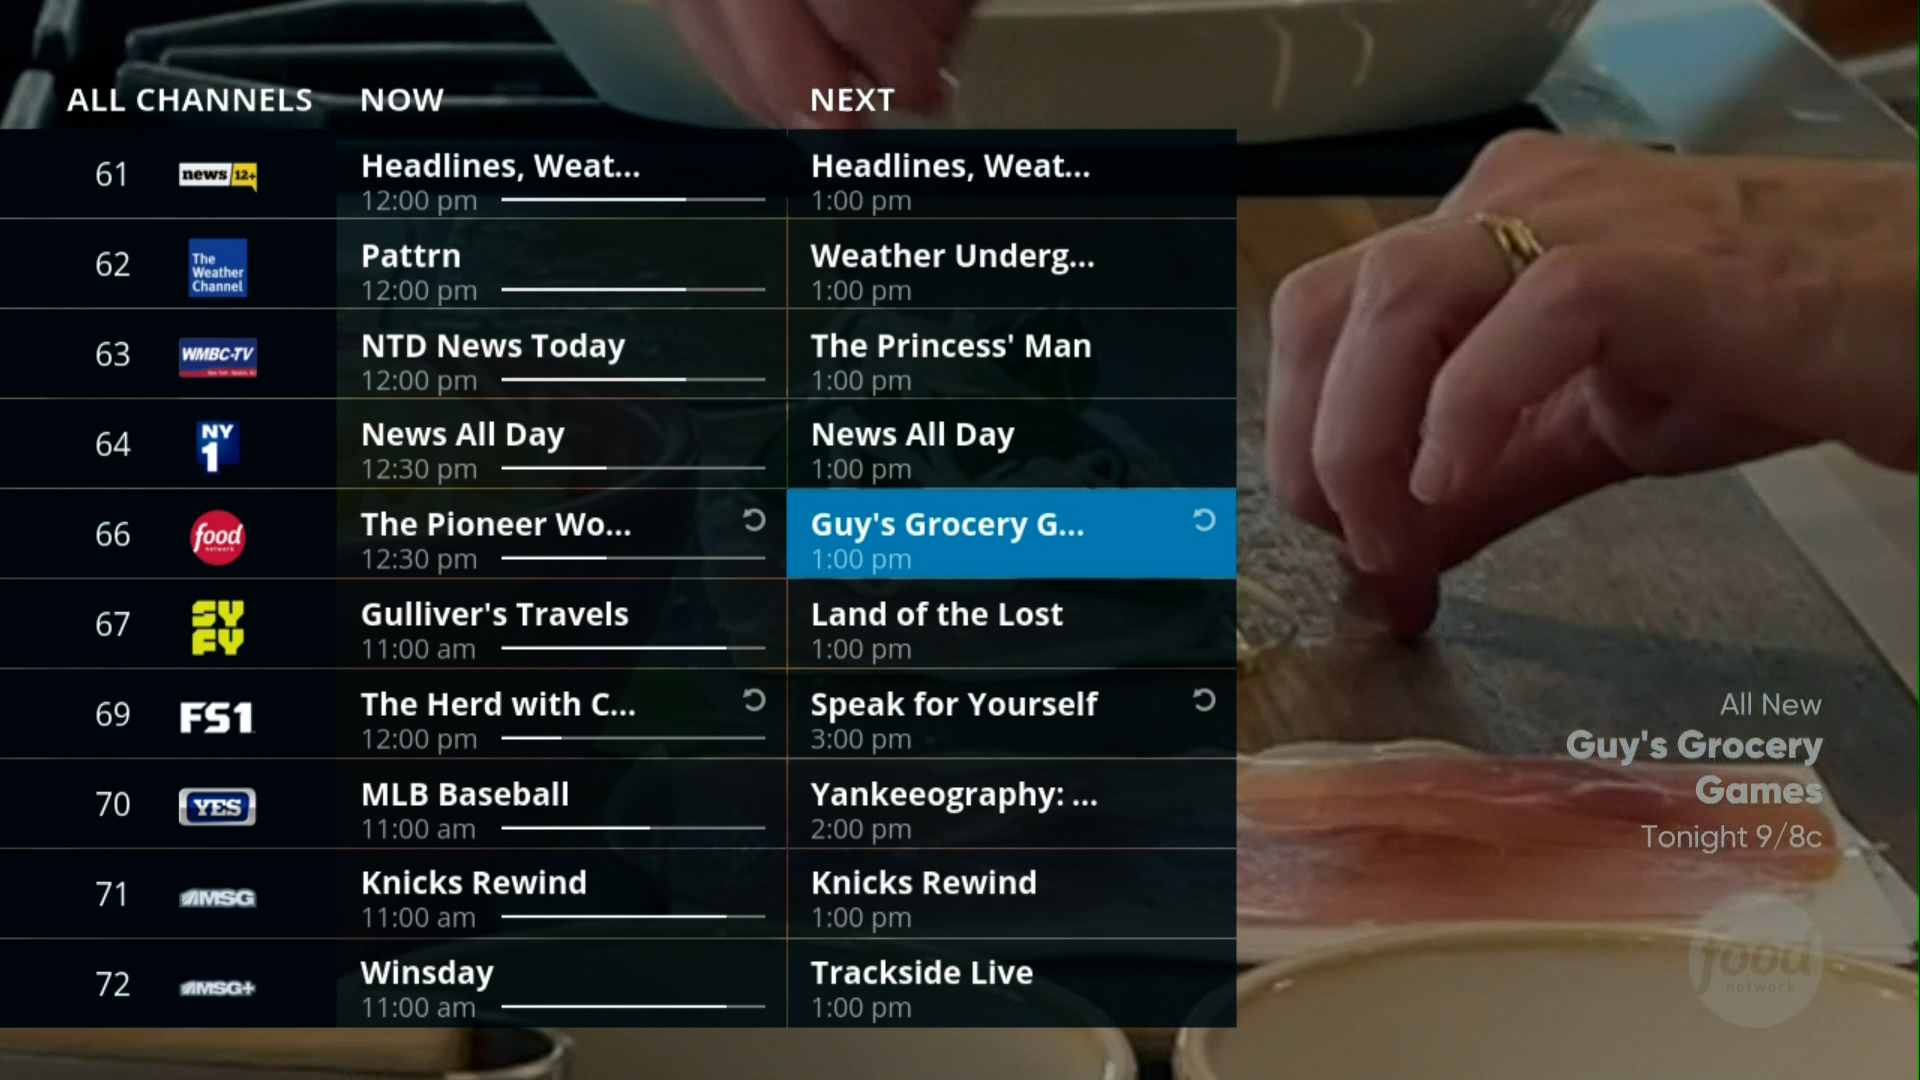 ALL CHANNELS NOW NEXT
61 news 12+ Headlines, Weat... Headlines, Weat...
12:00 pm 1:00 pm
62 The Weather Channel Pattrn Weather Underg...
12:00 pm 1:00 pm
63 WMBC-TV NTD News Today The Princess' Man
12:00 pm 1:00 pm
64 NY 1 News All Day News All Day
12:30 pm 1:00 pm
66 food network The Pioneer Wo... Guy's Grocery G...
12:30 pm 1:00 pm
67 SYFY Gulliver's Travels Land of the Lost
11:00 am 1:00 pm
69 FS1 The Herd with C... Speak for Yourself
12:00 pm 3:00 pm
70 YES MLB Baseball Yankeeography: ...
11:00 am 2:00 pm
71 MSG Knicks Rewind Knicks Rewind
11:00 am 1:00 pm
72 MSG+ Winsday Trackside Live
11:00 am 1:00 pm
All New
Guy's Grocery
Games
Tonight 9/8c
food
network